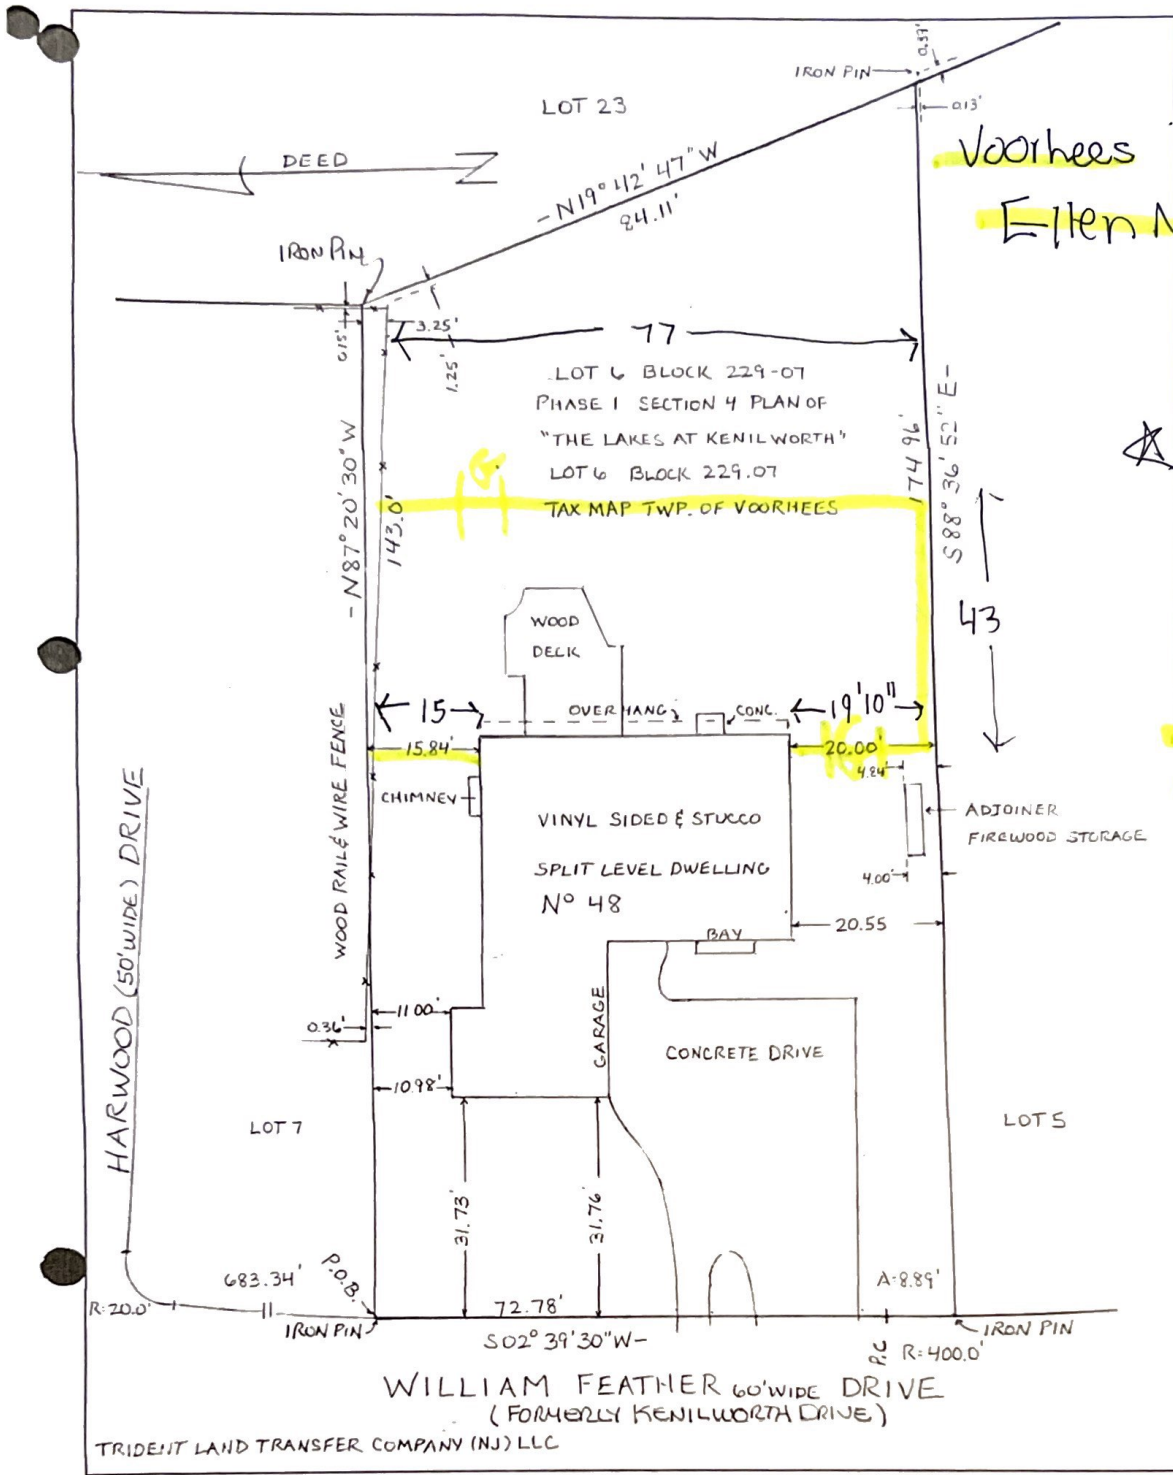 0.37'
IRON PIN
LOT 23
0.13'
Voorhees
DEED
N
Ellen
- N19° 42' 47" W
84.11'
IRON PIN
3.25'
77
0.15'
1.25'
LOT 6 BLOCK 229-07
PHASE 1 SECTION 4 PLAN OF
"THE LAKES AT KENILWORTH"
LOT 6 BLOCK 229.07
TAX MAP TWP. OF VOORHEES
- N87° 20' 30" W
143.0'
174 96'
S88° 36' 52" E -
G
43
WOOD
DECK
15
OVERHANG
CONC.
19'10"
15.84'
20.00'
G
4.84'
CHIMNEY
VINYL SIDED & STUCCO
SPLIT LEVEL DWELLING
Nº 48
ADJOINER
FIREWOOD STORAGE
4.00'
20.55
BAY
WOOD RAIL & WIRE FENCE
HARWOOD (50' WIDE) DRIVE
11.00'
0.36'
GARAGE
CONCRETE DRIVE
10.98'
LOT 7
LOT 5
31.73'
31.76'
683.34'
P.O.B.
A=8.89'
R=20.0'
72.78'
IRON PIN
S02° 39' 30" W -
IRON PIN
P.C
R=400.0'
WILLIAM FEATHER 60' WIDE DRIVE
(FORMERLY KENILWORTH DRIVE)
TRIDENT LAND TRANSFER COMPANY (NJ) LLC